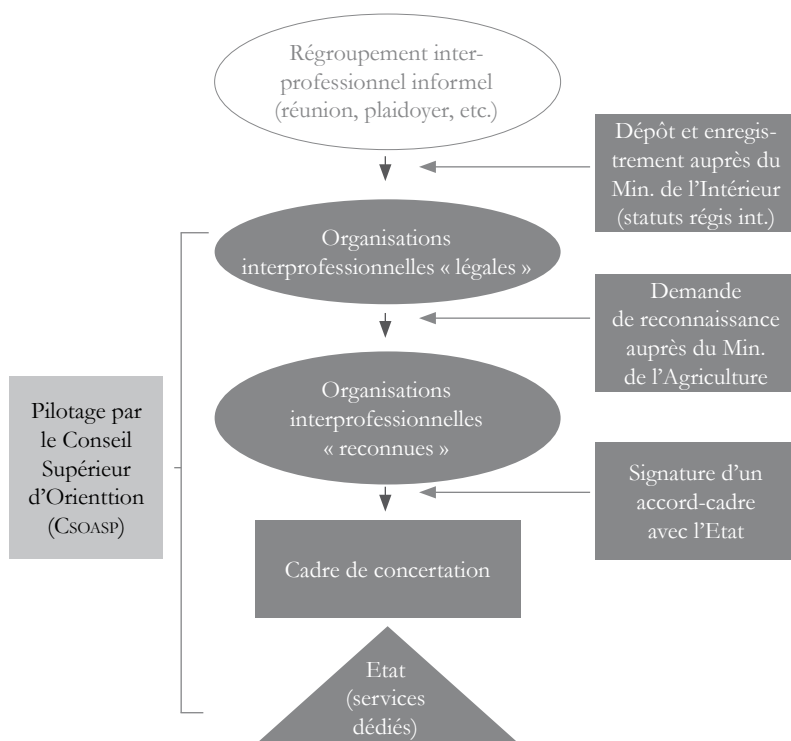 Régroupement inter-
professionnel informel
(réunion, plaidoyer, etc.)
Dépôt et enregis-
trement auprès du
Min. de l’Intérieur
(statuts régis int.)
Organisations
interprofessionnelles « légales »
Demande
de reconnaissance
auprès du Min.
de l’Agriculture
Organisations
interprofessionnelles
« reconnues »
Pilotage par
le Conseil
Supérieur
d’Orienttion
(CSOASP)
Signature d’un
accord-cadre
avec l’Etat
Cadre de concertation
Etat
(services
dédiés)